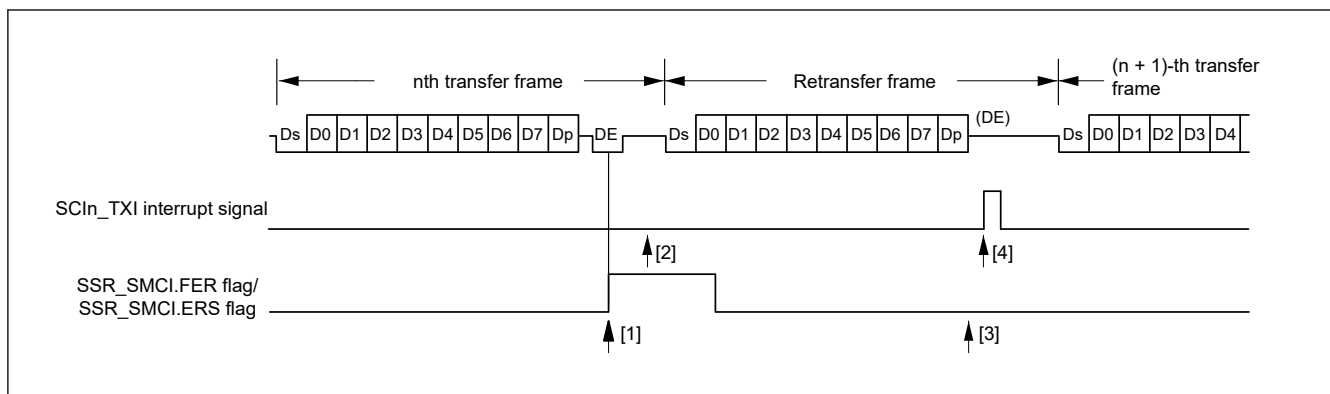 nth transfer frame
Retransfer frame
(n + 1)-th transfer
frame
Ds D0 D1 D2 D3 D4 D5 D6 D7 Dp DE Ds D0 D1 D2 D3 D4 D5 D6 D7 Dp (DE) Ds D0 D1 D2 D3 D4
SCIn_TXI interrupt signal
[2] [4]
SSR_SMCI.FER flag/
SSR_SMCI.ERS flag
[1] [3]